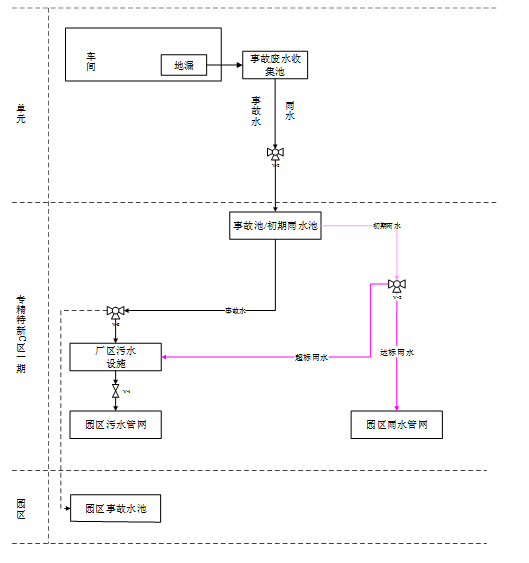 单元
车间
地漏
事故废水收
集池
事故水
雨水
专精特新C区一期
事故池/初期雨水池
初期雨水
事故水
厂区污水
设施
超标雨水
达标雨水
园区污水管网
园区雨水管网
园区
园区事故水池